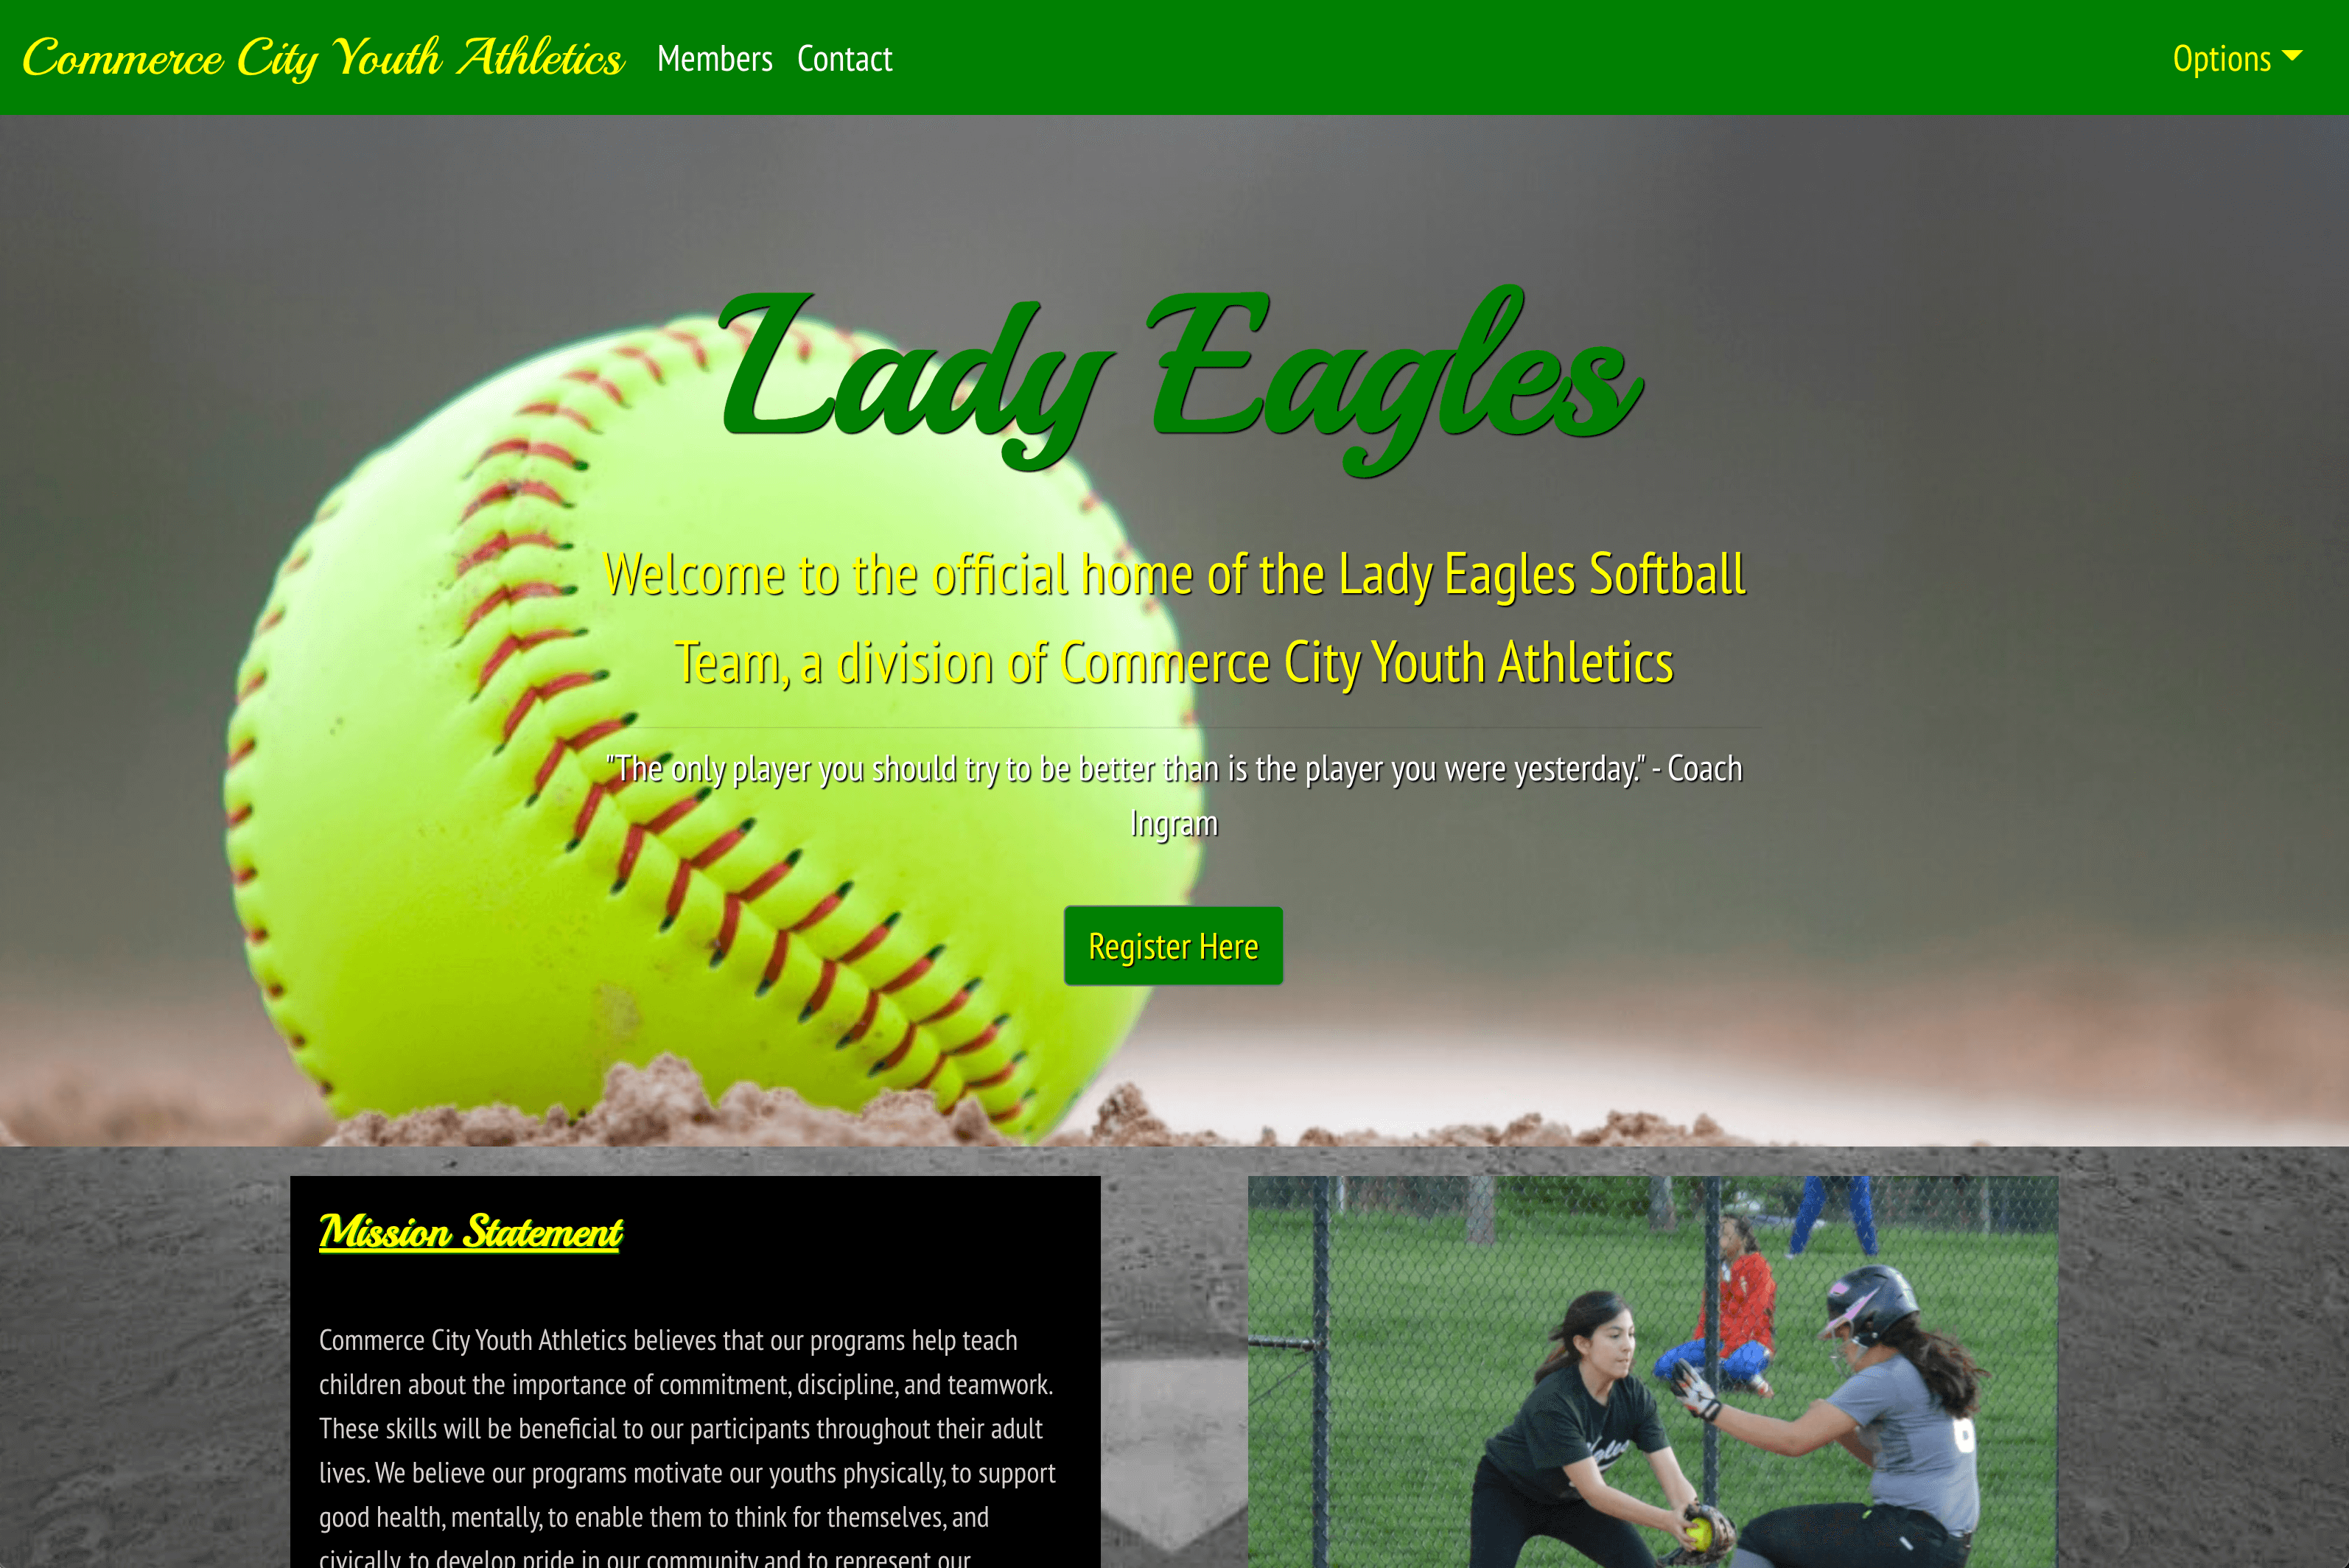 Commerce City Youth Athletics Members Contact Options
Lady Eagles
Welcome to the official home of the Lady Eagles Softball
Team, a division of Commerce City Youth Athletics
"The only player you should try to be better than is the player you were yesterday." - Coach
Ingram
Register Here
Mission Statement
Commerce City Youth Athletics believes that our programs help teach
children about the importance of commitment, discipline, and teamwork.
These skills will be beneficial to our participants throughout their adult
lives. We believe our programs motivate our youths physically, to support
good health, mentally, to enable them to think for themselves, and
civically, to develop pride in our community and to represent our
6